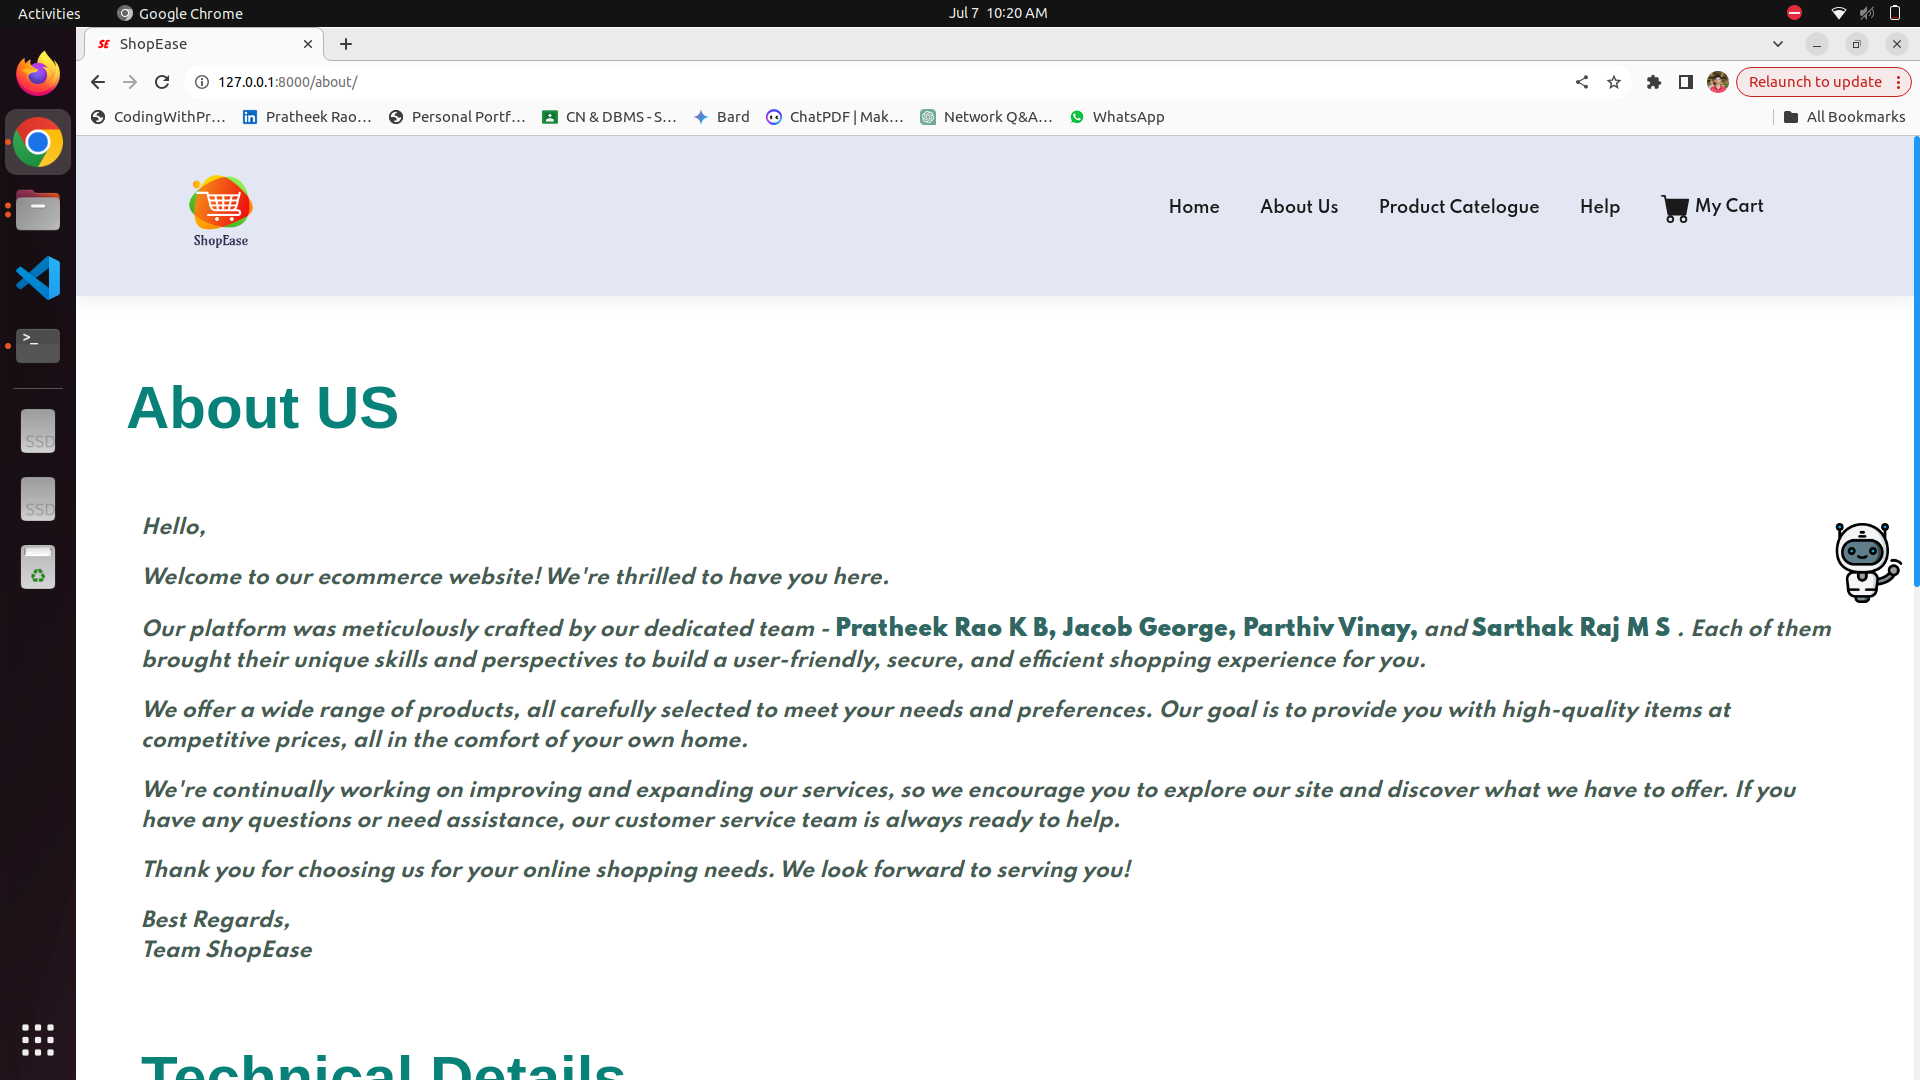 Activities
Google Chrome
Jul 7 10:20 AM
SE ShopEase
127.0.0.1:8000/about/
Relaunch to update
CodingWithPr…
Pratheek Rao…
Personal Portf…
CN & DBMS - S…
Bard
ChatPDF | Mak…
Network Q&A…
WhatsApp
All Bookmarks
ShopEase
Home
About Us
Product Catelogue
Help
My Cart
>_
SSD
SSD
About US
Hello,
Welcome to our ecommerce website! We're thrilled to have you here.
Our platform was meticulously crafted by our dedicated team - Pratheek Rao K B, Jacob George, Parthiv Vinay, and Sarthak Raj M S . Each of them
brought their unique skills and perspectives to build a user-friendly, secure, and efficient shopping experience for you.
We offer a wide range of products, all carefully selected to meet your needs and preferences. Our goal is to provide you with high-quality items at
competitive prices, all in the comfort of your own home.
We're continually working on improving and expanding our services, so we encourage you to explore our site and discover what we have to offer. If you
have any questions or need assistance, our customer service team is always ready to help.
Thank you for choosing us for your online shopping needs. We look forward to serving you!
Best Regards,
Team ShopEase
Technical Details